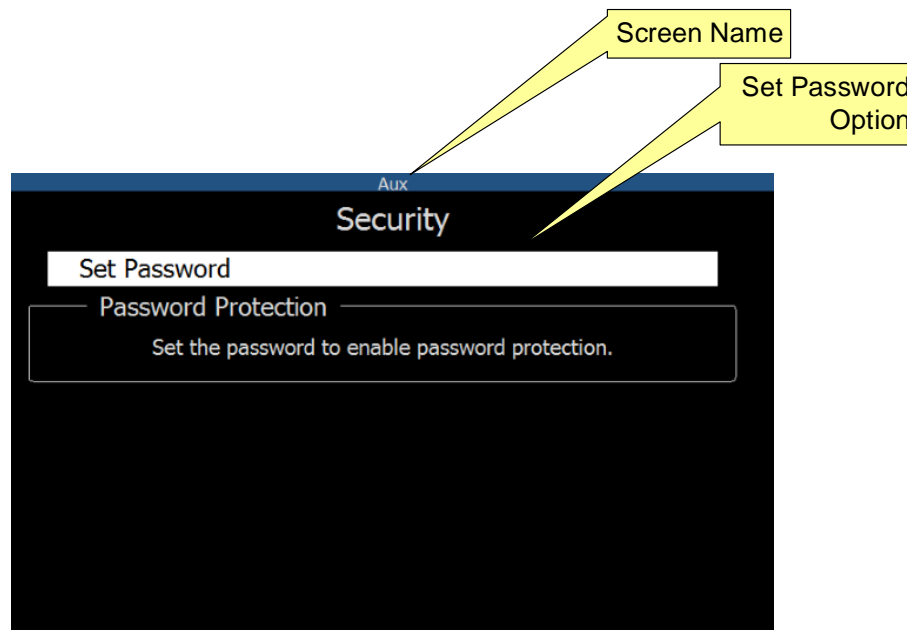 Screen Name
Set Password
Option
Aux
Security
Set Password
Password Protection
Set the password to enable password protection.